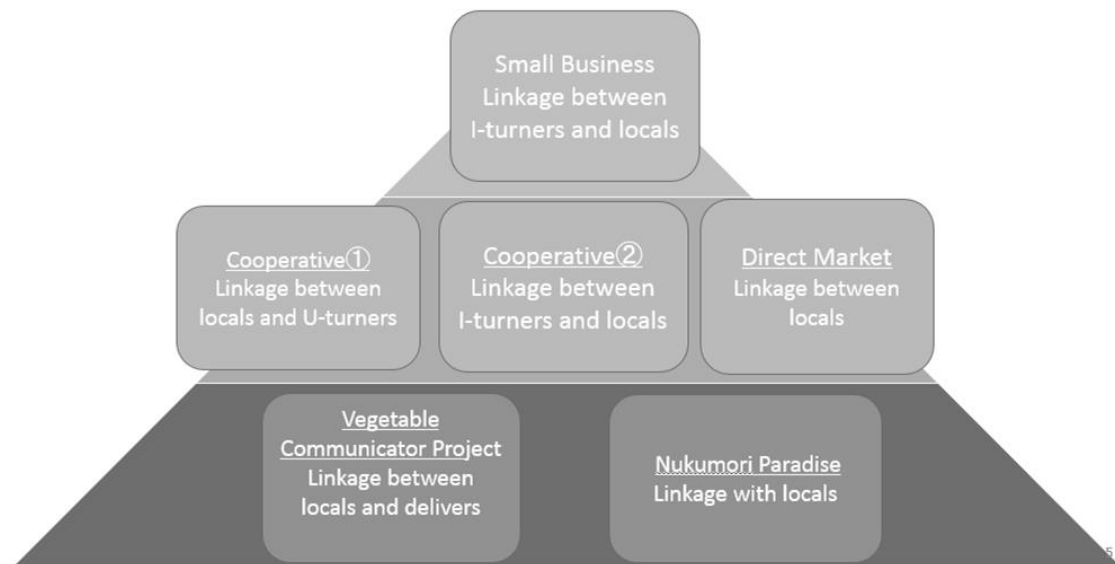 Small Business
Linkage between
I-turners and locals
Cooperative①
Linkage between
locals and U-turners
Cooperative②
Linkage between
I-turners and locals
Direct Market
Linkage between
locals
Vegetable
Communicator Project
Linkage between
locals and delivers
Nukumori Paradise
Linkage with locals
5